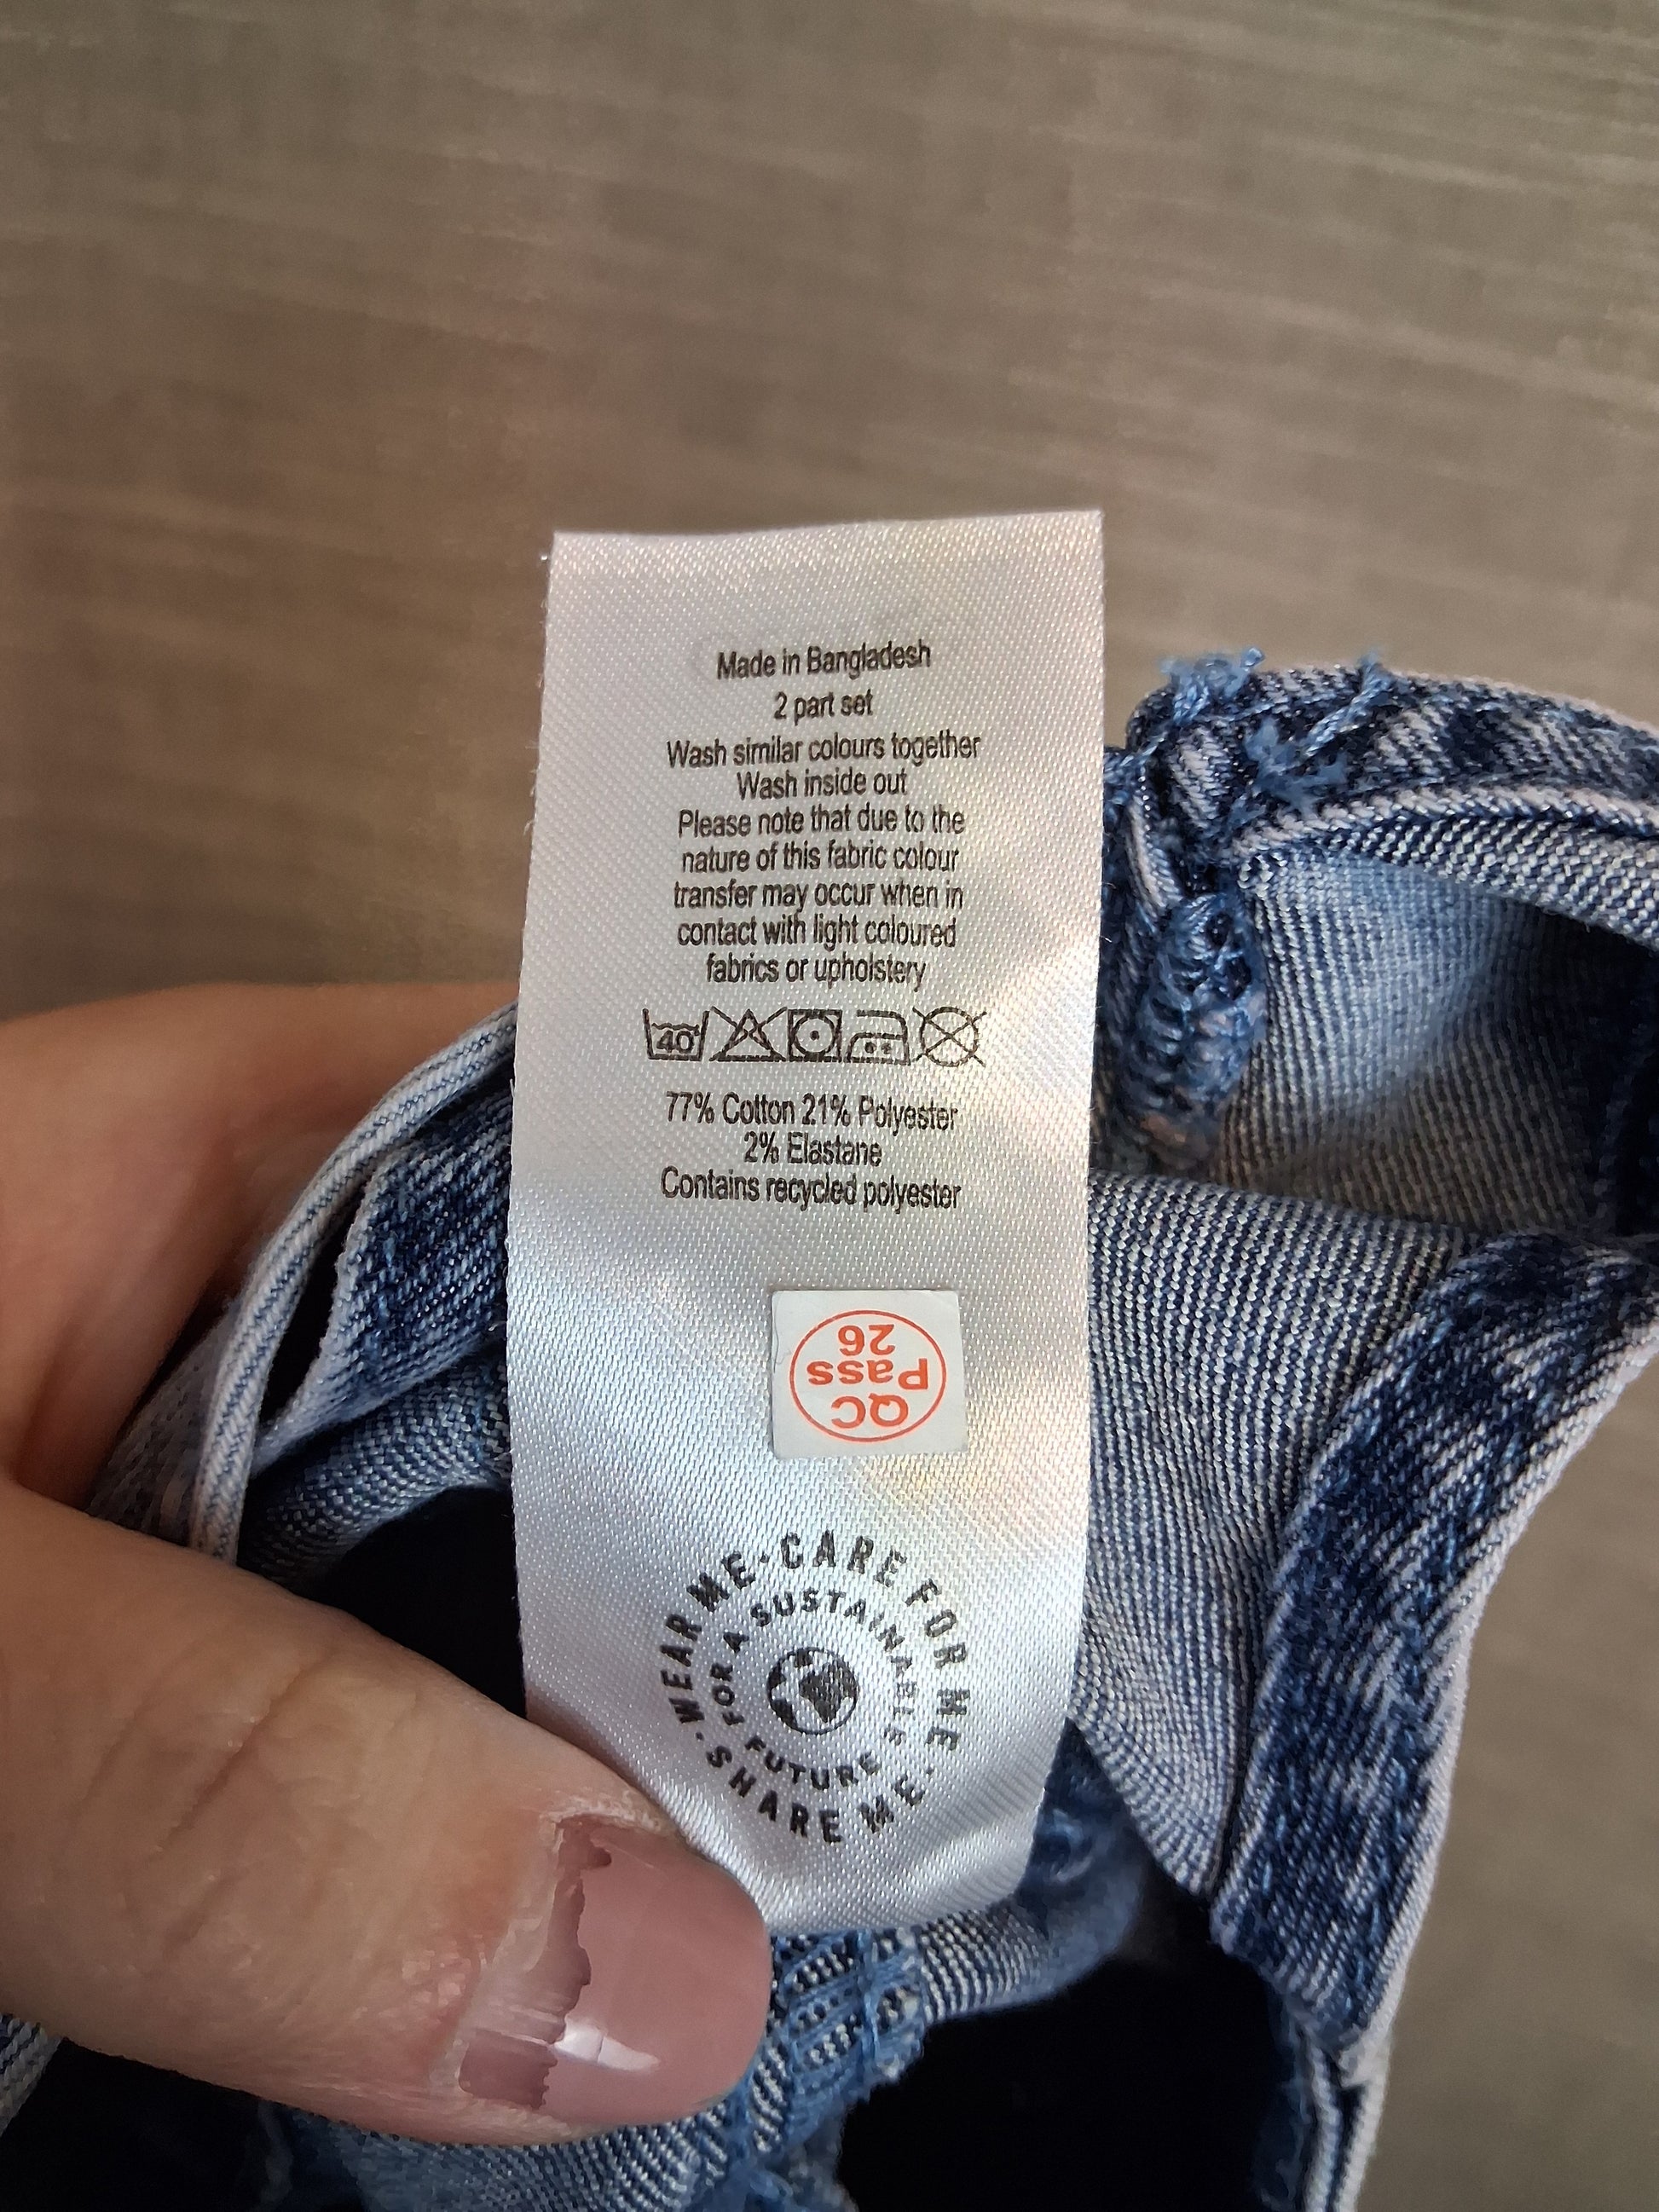 Made in Bangladesh
2 part set
Wash similar colours together
Wash inside out
Please note that due to the
nature of this fabric colour
transfer may occur when in
contact with light coloured
fabrics or upholstery
40
77% Cotton 21% Polyester
2% Elastane
Contains recycled polyester
QC
Pass
26
WEAR ME · CARE FOR ME · SHARE ME ·
FOR A SUSTAINABLE FUTURE